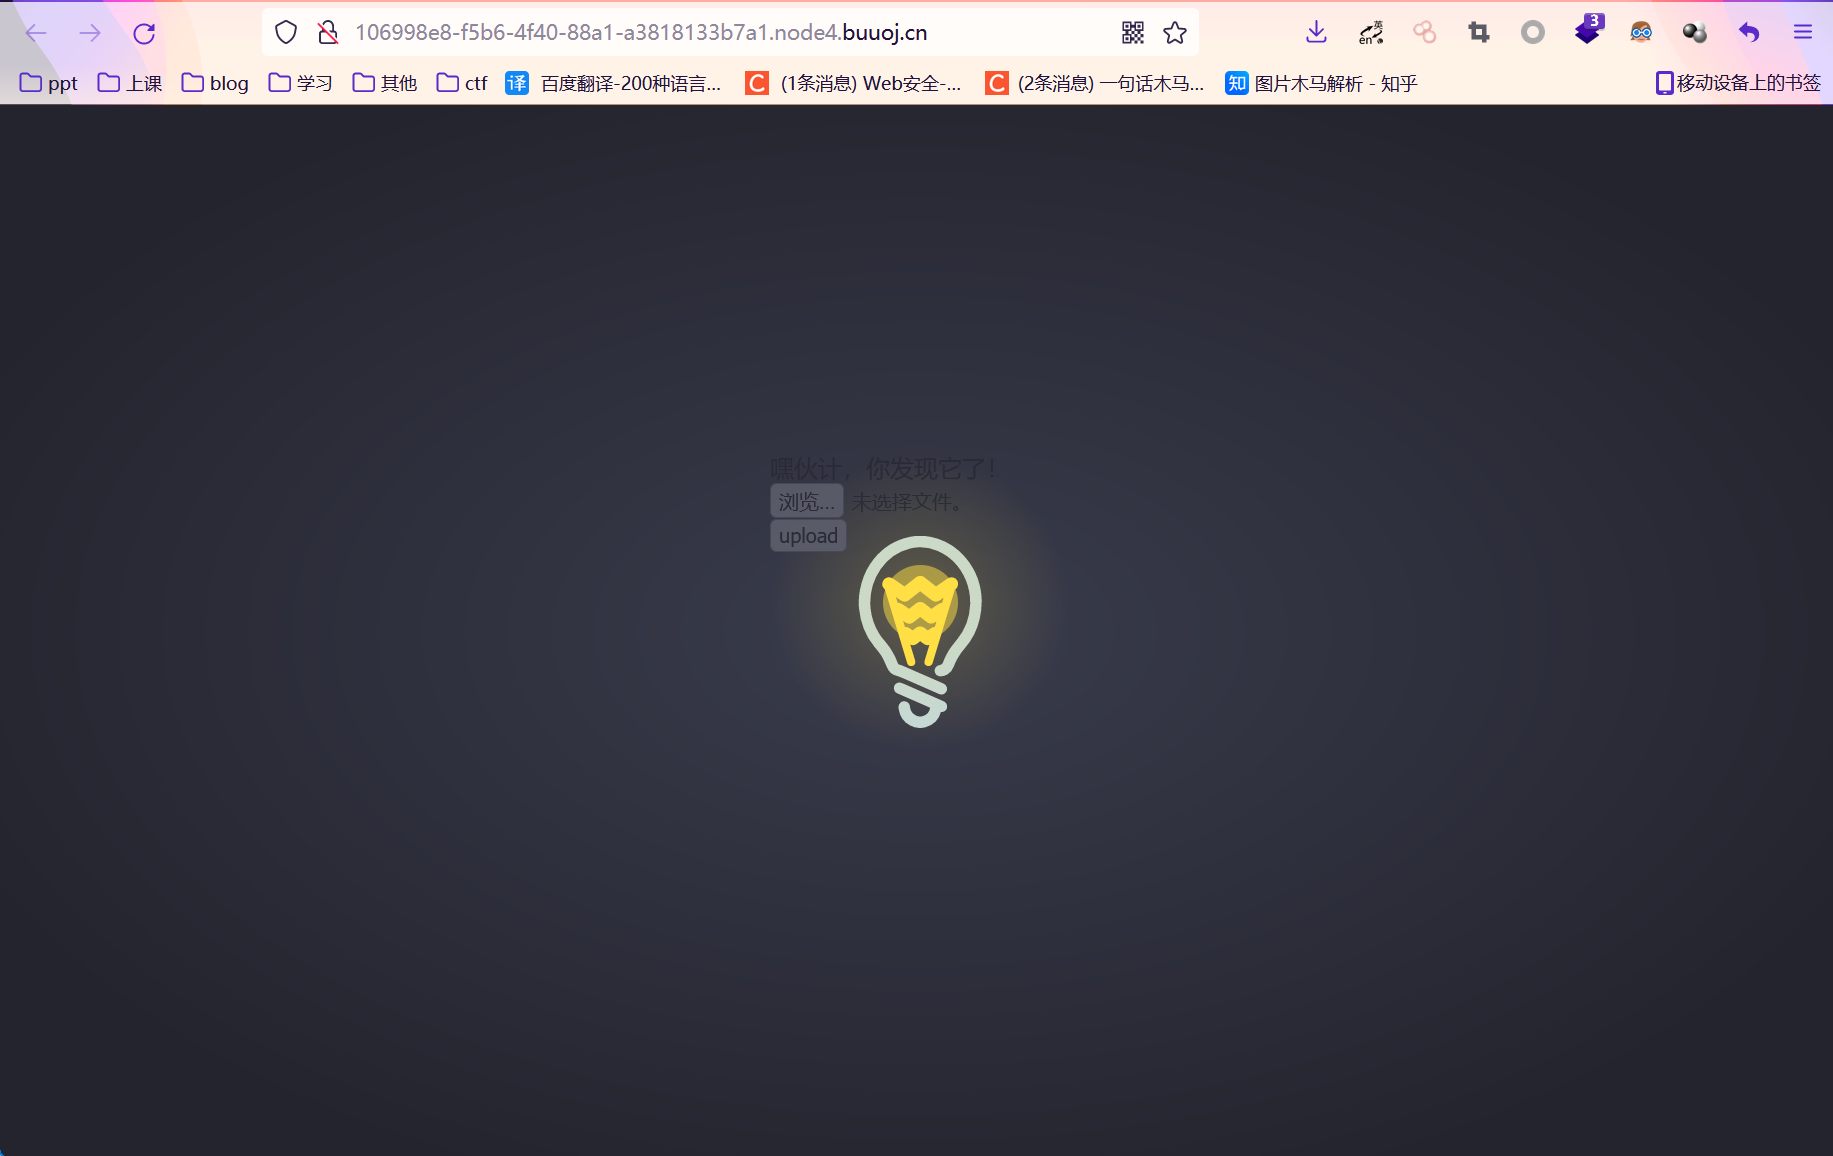 106998e8-f5b6-4f40-88a1-a3818133b7a1.node4.buuoj.cn
英
en
3
ppt 上课 blog 学习 其他 ctf 译 百度翻译-200种语言... C (1条消息) Web安全-... C (2条消息) 一句话木马... 知 图片木马解析 - 知乎 移动设备上的书签
嘿伙计，你发现它了！
浏览... 未选择文件。
upload